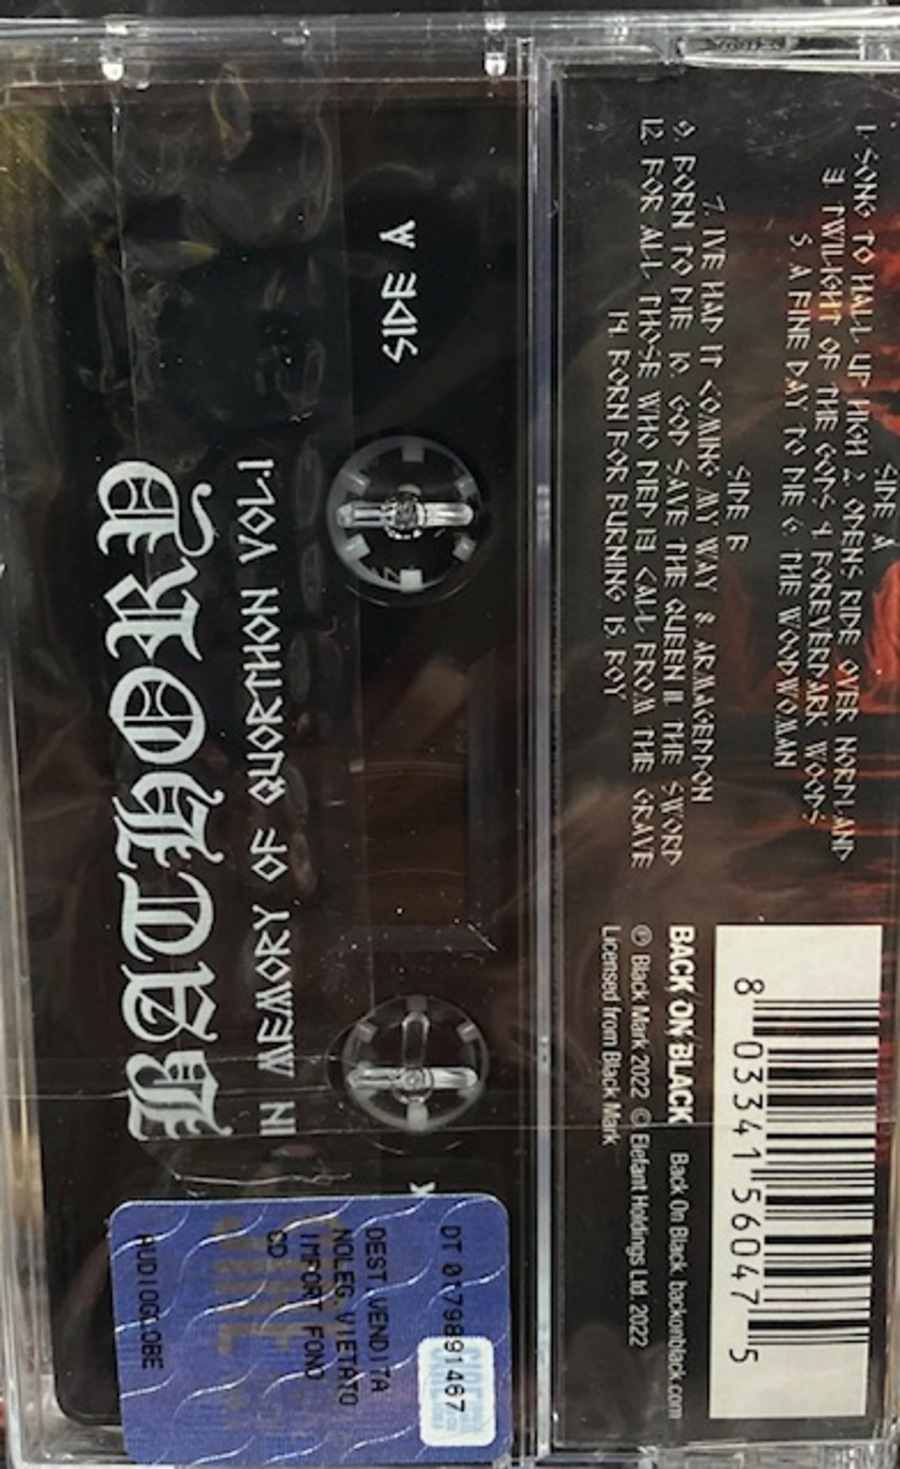 SIDE A
1. SONG TO HALL UP HIGH 2. ODENS RIDE OVER NORDLAND
3. TWILIGHT OF THE GODS 4. FOREVERDARK WOODS
5. A FINE DAY TO DIE 6. THE WOODWOMAN
SIDE B
7. IVE HAD IT COMING MY WAY 8. ARMAGEDDON
9. BORN TO DIE 10. GOD SAVE THE QUEEN 11. THE SWORD
12. FOR ALL THOSE WHO DIED 13. CALL FROM THE GRAVE
14. BORN FOR BURNING 15. BOY
8 03341 56047 5
BACK ON BLACK Back On Black. backonblack.com
℗ Black Mark 2022 © Elefant Holdings Ltd. 2022
Licensed from Black Mark
SIDE A
IN MEMORY OF QUORTHON VOL.I
BATHORY
DT 0179891467
DEST.VENDITA
NOLEG.VIETATO
IMPORT FONO
CD
AUDIOGLOBE